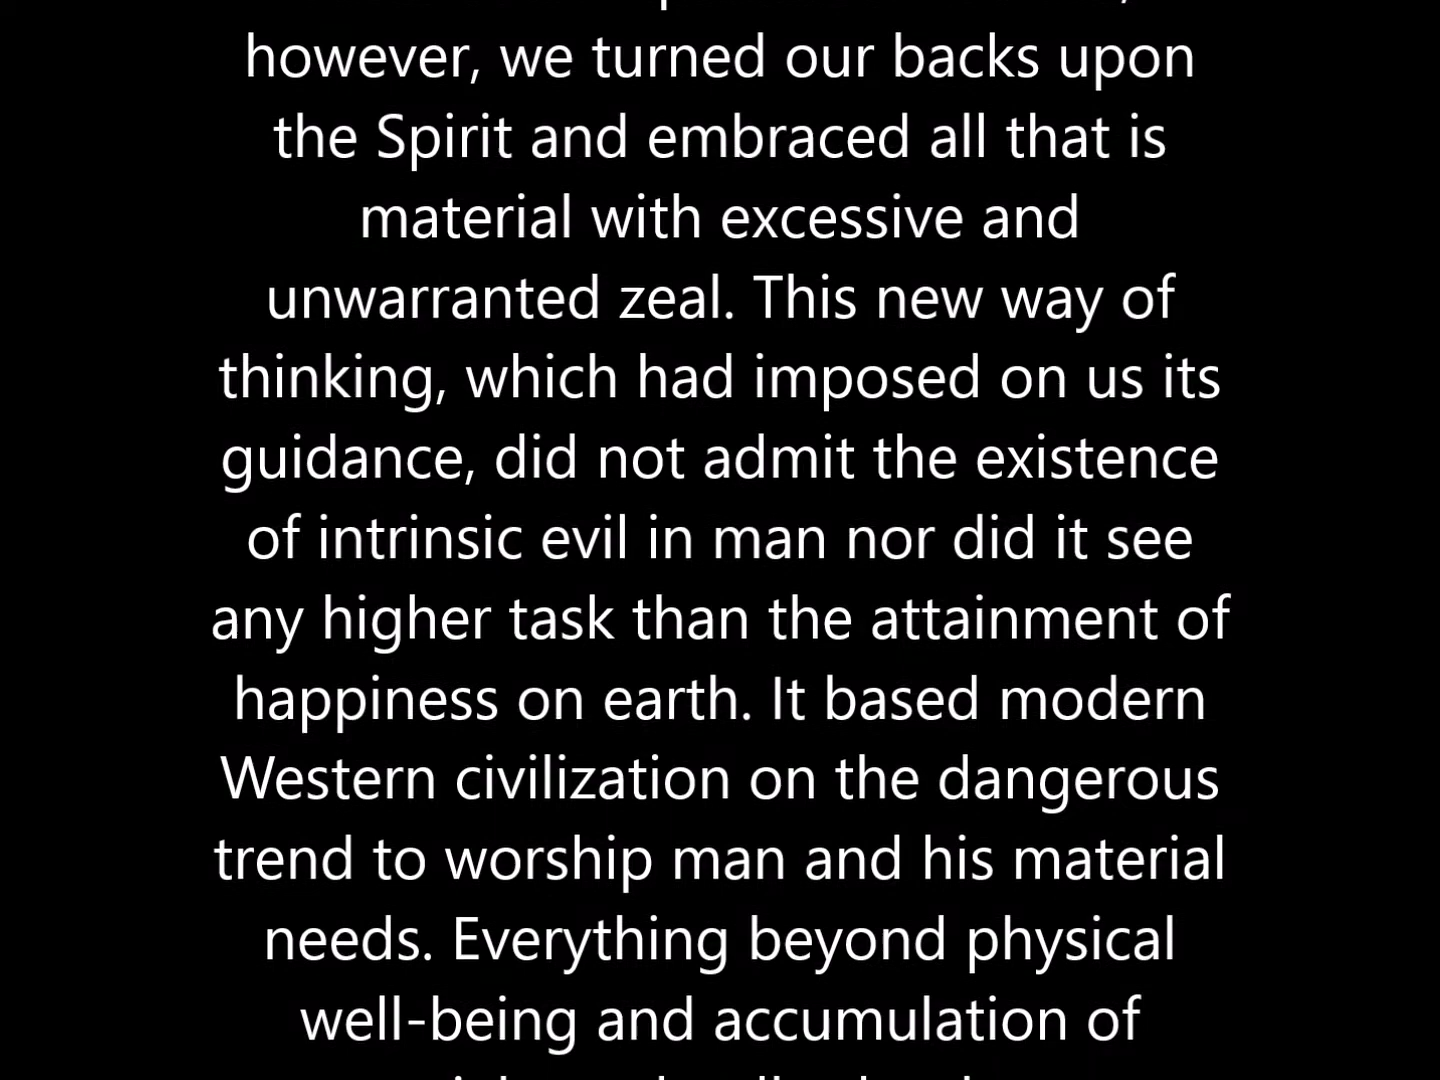 however, we turned our backs upon
the Spirit and embraced all that is
material with excessive and
unwarranted zeal. This new way of
thinking, which had imposed on us its
guidance, did not admit the existence
of intrinsic evil in man nor did it see
any higher task than the attainment of
happiness on earth. It based modern
Western civilization on the dangerous
trend to worship man and his material
needs. Everything beyond physical
well-being and accumulation of